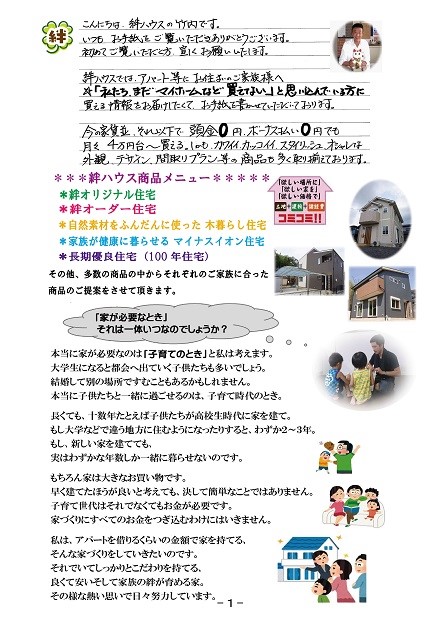 絆
こんにちは 絆ハウスの竹内です。
いつも お手紙をご覧いただきありがとうございます。
初めてご覧いただく方、宜しくお願いします。
絆ハウスでは、アパート等に お住まいのご家族様へ
☆「私たち、まだマイホームなど買えない。」と思い込んでいる方に
買える情報をお届けしたくて お手紙を書かせていただいております。
今の家賃並、それ以下で 頭金0円、ボーナス払い0円でも
月々4万円台〜買える。しかも、カワイイ、カッコイイ、スタイリッシュ、オシャレな
外観、デザイン、間取りプラン等の商品も多く取り揃えております。
＊＊＊絆ハウス商品メニュー＊＊＊＊＊
＊絆オリジナル住宅
＊絆オーダー住宅
＊自然素材をふんだんに使った 木暮らし住宅
＊家族が健康に暮らせる マイナスイオン住宅
＊長期優良住宅（100年住宅）
「欲しい場所に」
「欲しい家を」
「欲しい価格で」
土地+建物+諸経費
コミコミ!!
その他、多数の商品の中からそれぞれのご家族に合った
商品のご提案をさせて頂きます。
「家が必要なとき」
それは一体いつなのでしょうか？
本当に家が必要なのは「子育てのとき」と私は考えます。
大学生になると都会へ出ていく子供たちも多いでしょう。
結婚して別の場所ですむこともあるかもしれません。
本当に子供たちと一緒に過ごせるのは、子育て時代のとき。
長くても、十数年たとえば子供たちが高校生時代に家を建て。
もし大学などで違う地方に住むようになったりすると、わずか2～3年。
もし、新しい家を建てても、
実はわずかな年数しか一緒に暮らせないのです。
もちろん家は大きなお買い物です。
早く建てたほうが良いと考えても、決して簡単なことではありません。
子育て世代はそれでなくてもお金が必要です。
家づくりにすべてのお金をつぎ込むわけにはいきません。
私は、アパートを借りるくらいの金額で家を持てる、
そんな家づくりをしていきたいのです。
それでいてしっかりとこだわりを持てる、
良くて安いそして家族の絆が育める家。
その様な熱い思いで日々努力しています。
－1－